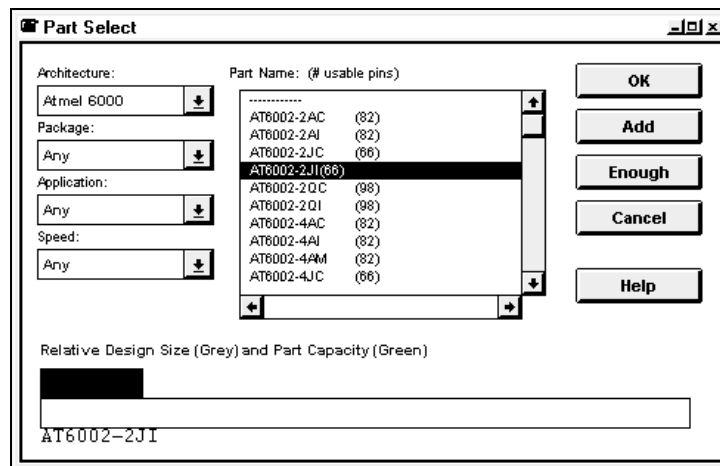 Part Select
Architecture:
Atmel 6000
Package:
Any
Application:
Any
Speed:
Any
Part Name: (# usable pins)
-----------
AT6002-2AC (82)
AT6002-2AI (82)
AT6002-2JC (66)
AT6002-2JI(66)
AT6002-2QC (98)
AT6002-2QI (98)
AT6002-4AC (82)
AT6002-4AI (82)
AT6002-4AM (82)
AT6002-4JC (66)
OK
Add
Enough
Cancel
Help
Relative Design Size (Grey) and Part Capacity (Green)
AT6002-2JI